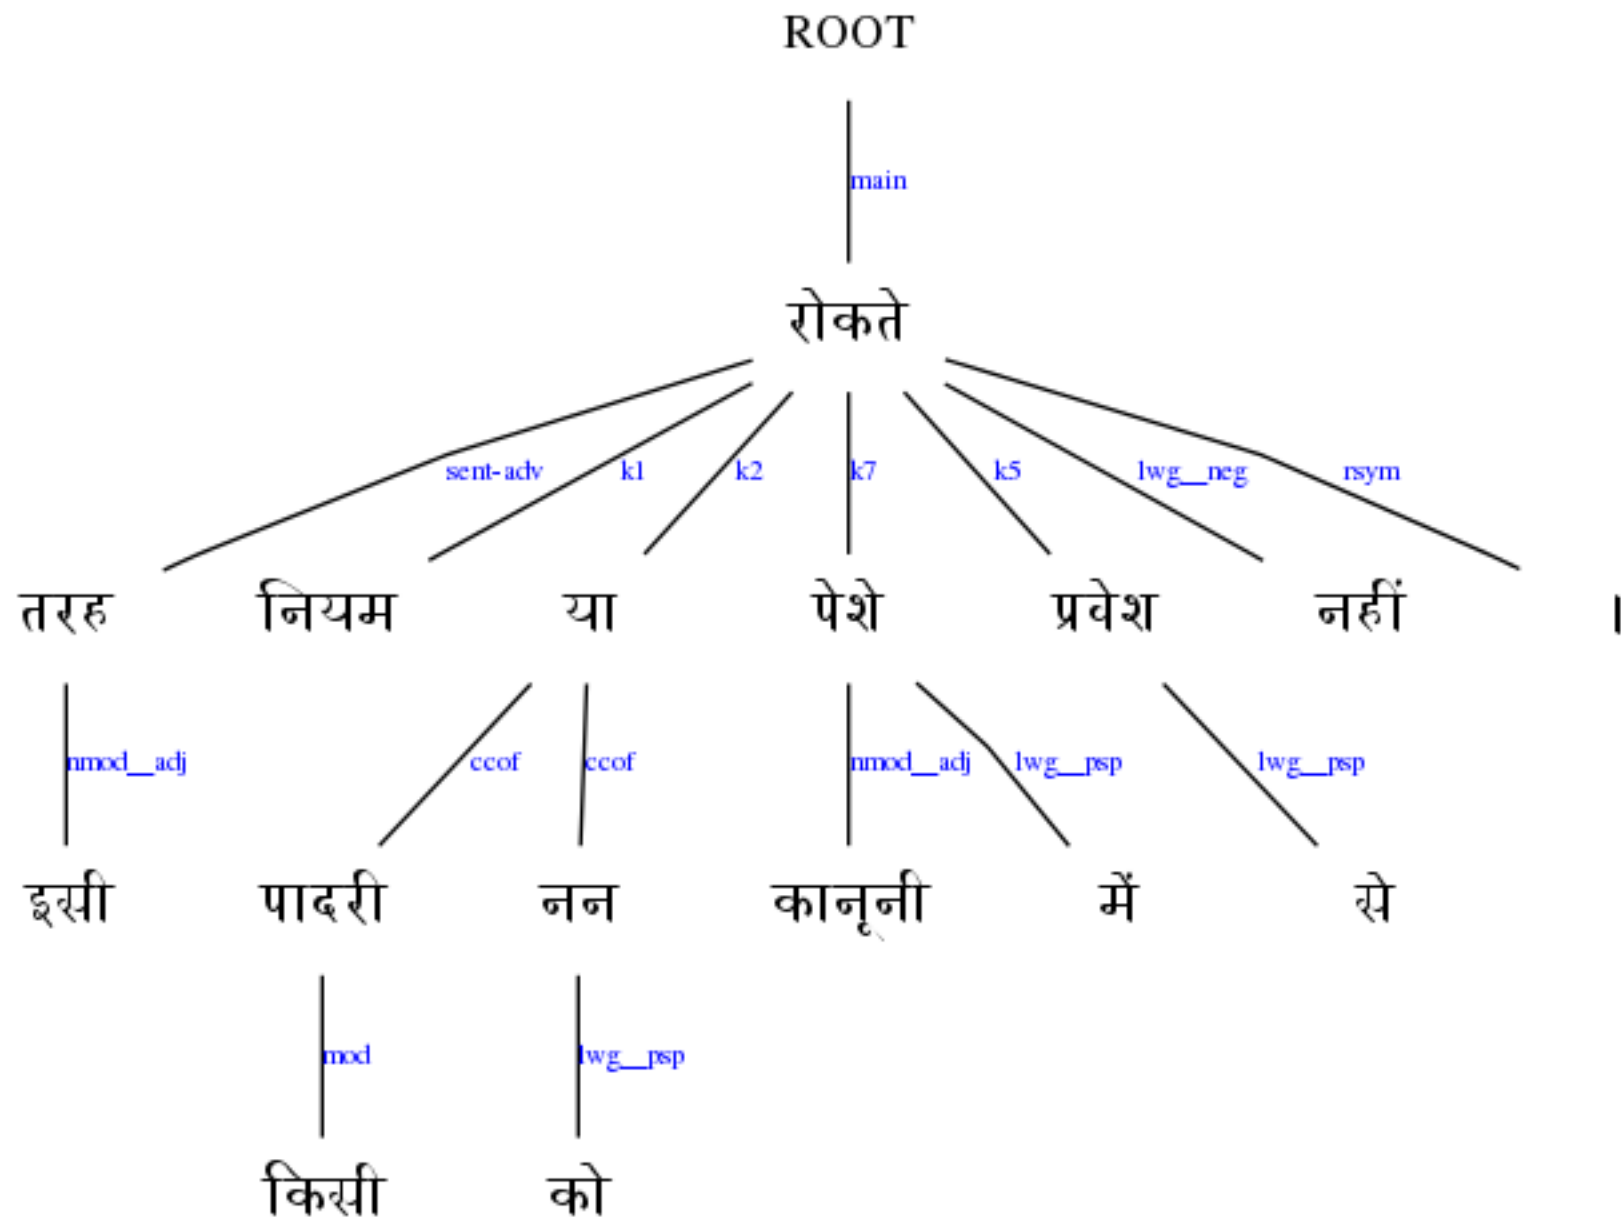 ROOT
main
रोकते
sent-adv k1 k2 k7 k5 lwg__neg rsym
तरह नियम या पेशे प्रवेश नहीं ।
nmod__adj ccof ccof nmod__adj lwg__psp lwg__psp
इसी पादरी नन कानूनी में से
mod lwg__psp
किसी को